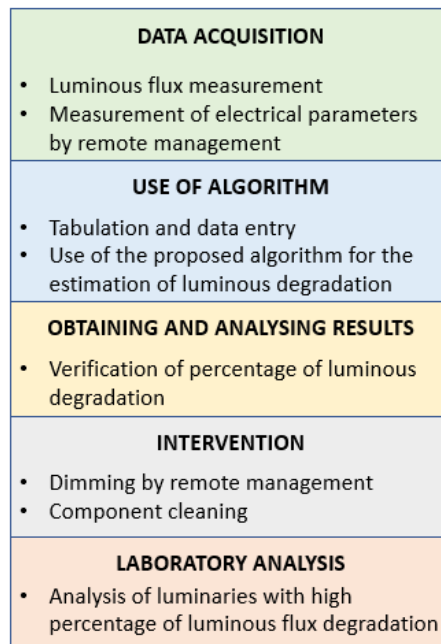 DATA ACQUISITION
• Luminous flux measurement
• Measurement of electrical parameters
by remote management
USE OF ALGORITHM
• Tabulation and data entry
• Use of the proposed algorithm for the
estimation of luminous degradation
OBTAINING AND ANALYSING RESULTS
• Verification of percentage of luminous
degradation
INTERVENTION
• Dimming by remote management
• Component cleaning
LABORATORY ANALYSIS
• Analysis of luminaries with high
percentage of luminous flux degradation